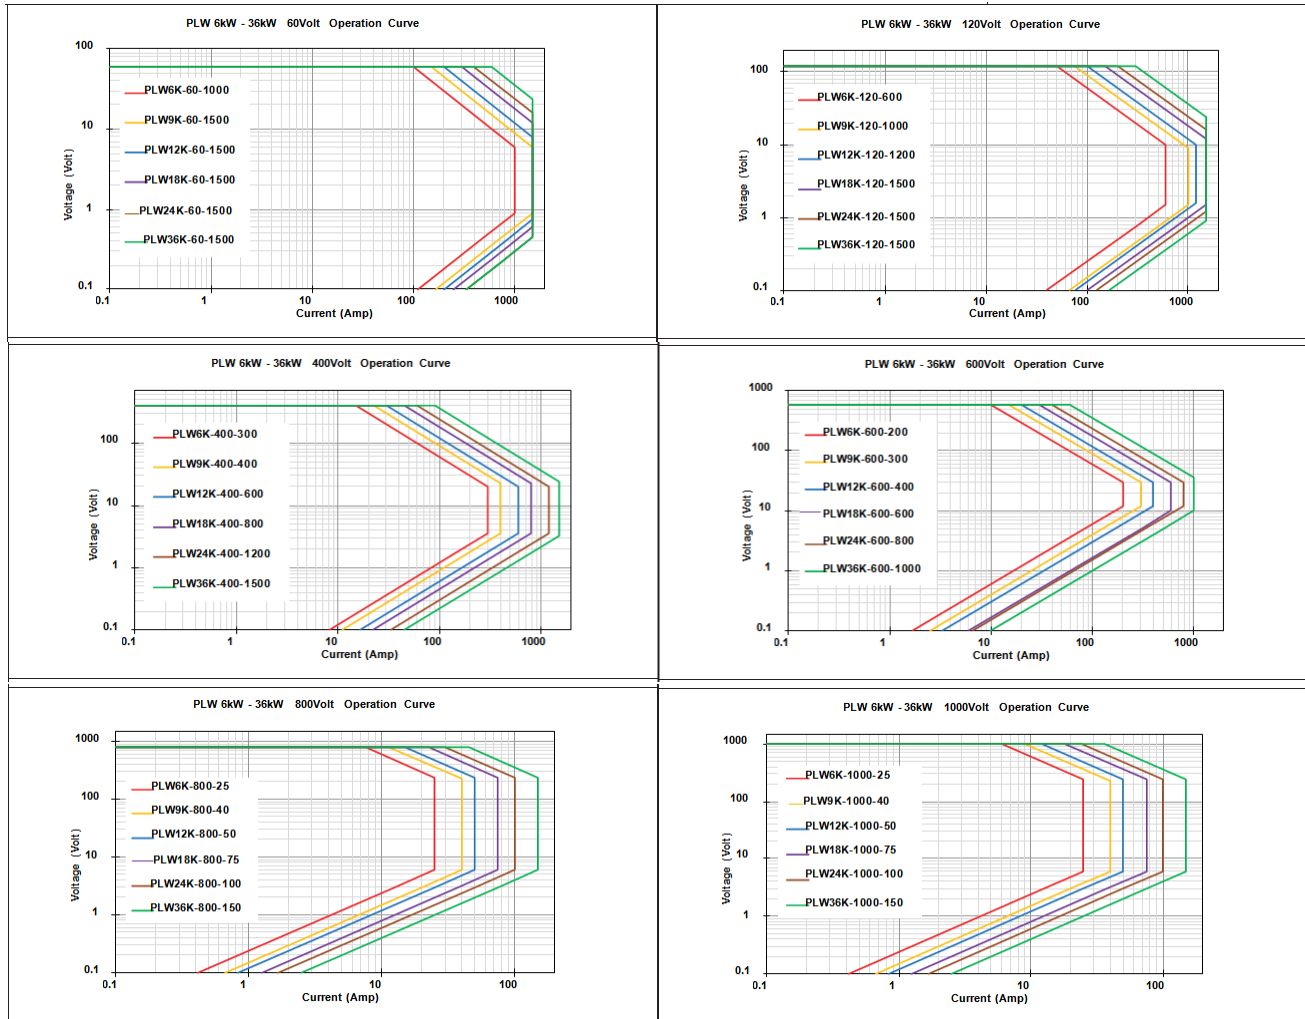 PLW 6kW - 36kW 60Volt Operation Curve
100
10
1
0.1
Voltage (Volt)
PLW6K-60-1000
PLW9K-60-1500
PLW12K-60-1500
PLW18K-60-1500
PLW24K-60-1500
PLW36K-60-1500
0.1 1 10 100 1000
Current (Amp)
PLW 6kW - 36kW 120Volt Operation Curve
100
10
1
0.1
Voltage (Volt)
PLW6K-120-600
PLW9K-120-1000
PLW12K-120-1200
PLW18K-120-1500
PLW24K-120-1500
PLW36K-120-1500
0.1 1 10 100 1000
Current (Amp)
PLW 6kW - 36kW 400Volt Operation Curve
100
10
1
0.1
Voltage (Volt)
PLW6K-400-300
PLW9K-400-400
PLW12K-400-600
PLW18K-400-800
PLW24K-400-1200
PLW36K-400-1500
0.1 1 10 100 1000
Current (Amp)
PLW 6kW - 36kW 600Volt Operation Curve
1000
100
10
1
0.1
Voltage (Volt)
PLW6K-600-200
PLW9K-600-300
PLW12K-600-400
PLW18K-600-600
PLW24K-600-800
PLW36K-600-1000
0.1 1 10 100 1000
Current (Amp)
PLW 6kW - 36kW 800Volt Operation Curve
1000
100
10
1
0.1
Voltage (Volt)
PLW6K-800-25
PLW9K-800-40
PLW12K-800-50
PLW18K-800-75
PLW24K-800-100
PLW36K-800-150
0.1 1 10 100
Current (Amp)
PLW 6kW - 36kW 1000Volt Operation Curve
1000
100
10
1
0.1
Voltage (Volt)
PLW6K-1000-25
PLW9K-1000-40
PLW12K-1000-50
PLW18K-1000-75
PLW24K-1000-100
PLW36K-1000-150
0.1 1 10 100
Current (Amp)